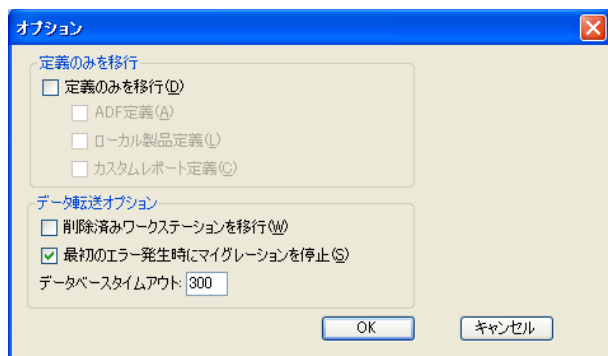 オプション
定義のみを移行
定義のみを移行(D)
ADF定義(A)
ローカル製品定義(L)
カスタムレポート定義(C)
データ転送オプション
削除済みワークステーションを移行(W)
最初のエラー発生時にマイグレーションを停止(S)
データベースタイムアウト: 300
OK キャンセル